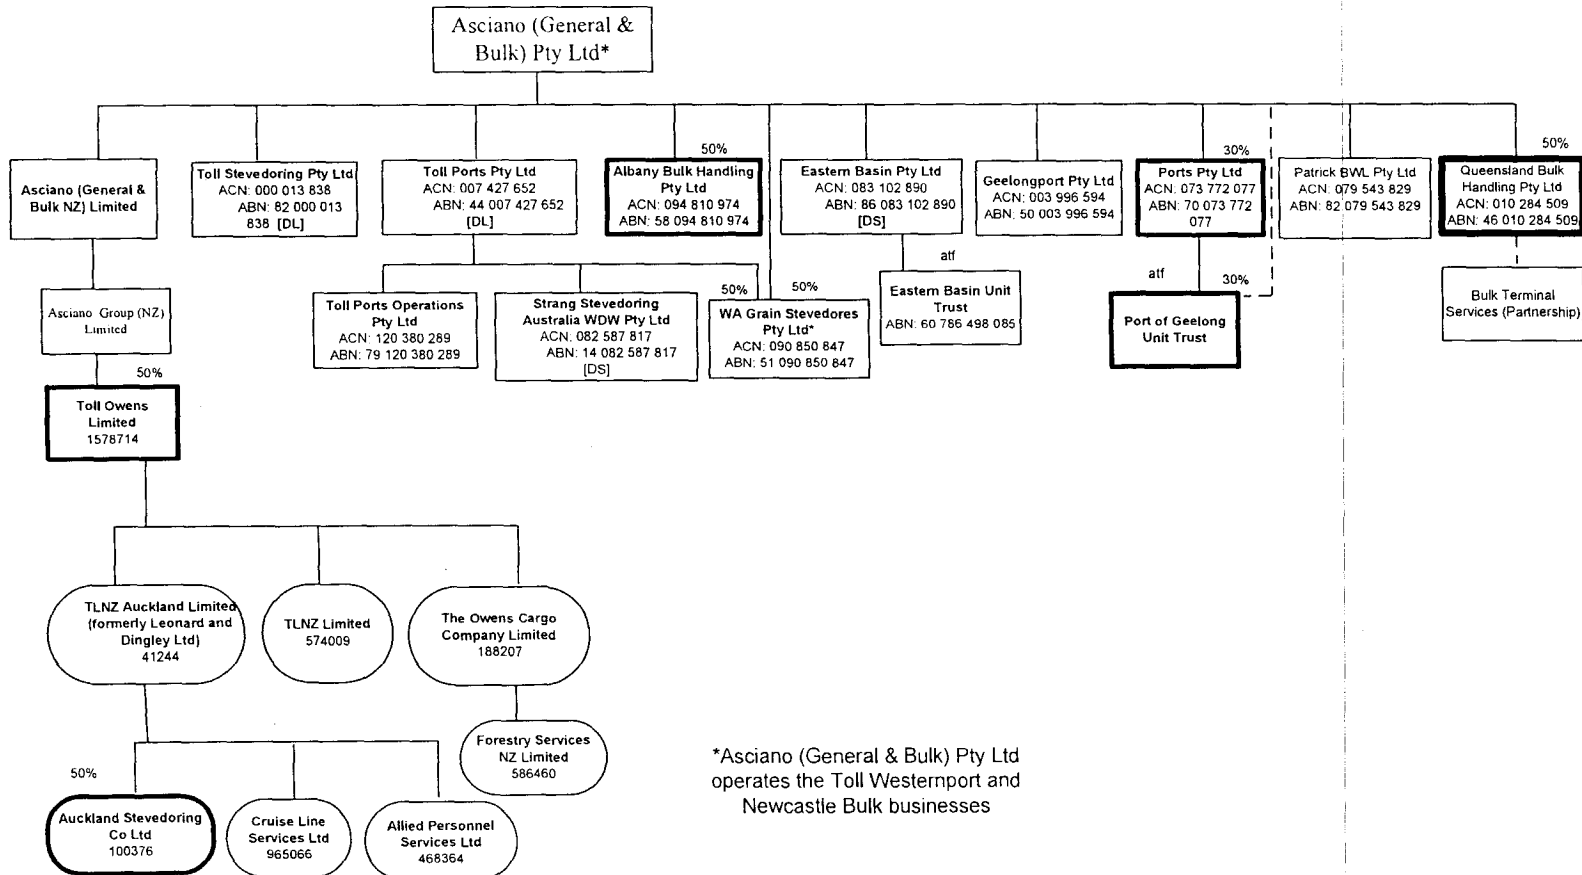 Asciano (General &
Bulk) Pty Ltd*
Asciano (General &
Bulk NZ) Limited
Toll Stevedoring Pty Ltd
ACN: 000 013 838
ABN: 82 000 013
838 [DL]
Toll Ports Pty Ltd
ACN: 007 427 652
ABN: 44 007 427 652
[DL]
50%
Albany Bulk Handling
Pty Ltd
ACN: 094 810 974
ABN: 58 094 810 974
Eastern Basin Pty Ltd
ACN: 083 102 890
ABN: 86 083 102 890
[DS]
Geelongport Pty Ltd
ACN: 003 996 594
ABN: 50 003 996 594
30%
Ports Pty Ltd
ACN: 073 772 077
ABN: 70 073 772
077
Patrick BWL Pty Ltd
ACN: 079 543 829
ABN: 82 079 543 829
50%
Queensland Bulk
Handling Pty Ltd
ACN: 010 284 509
ABN: 46 010 284 509
Asciano Group (NZ)
Limited
Toll Ports Operations
Pty Ltd
ACN: 120 380 289
ABN: 79 120 380 289
Strang Stevedoring
Australia WDW Pty Ltd
ACN: 082 587 817
ABN: 14 082 587 817
[DS]
50%
50%
WA Grain Stevedores
Pty Ltd*
ACN: 090 850 847
ABN: 51 090 850 847
atf
Eastern Basin Unit
Trust
ABN: 60 786 498 085
atf
30%
Port of Geelong
Unit Trust
Bulk Terminal
Services (Partnership)
50%
Toll Owens
Limited
1578714
TLNZ Auckland Limited
(formerly Leonard and
Dingley Ltd)
41244
TLNZ Limited
574009
The Owens Cargo
Company Limited
188207
Forestry Services
NZ Limited
586460
50%
Auckland Stevedoring
Co Ltd
100376
Cruise Line
Services Ltd
965066
Allied Personnel
Services Ltd
468364
*Asciano (General & Bulk) Pty Ltd
operates the Toll Westernport and
Newcastle Bulk businesses